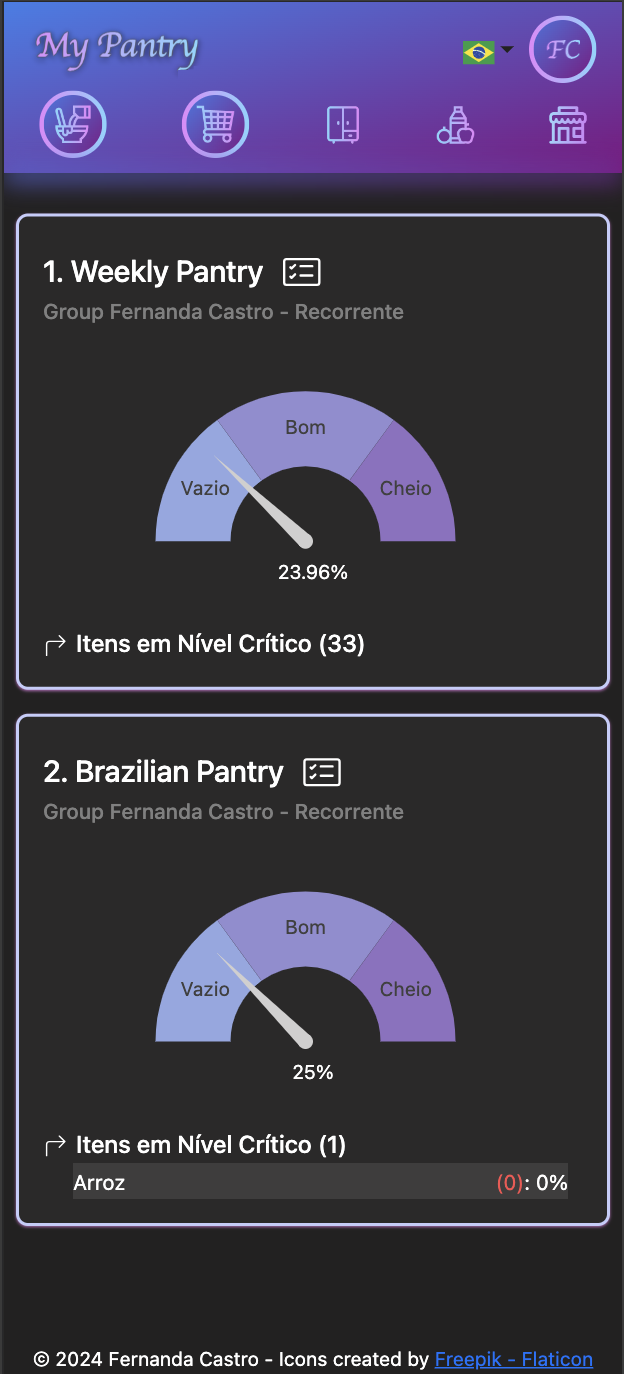 My Pantry
FC
1. Weekly Pantry
Group Fernanda Castro - Recorrente
Bom
Vazio
Cheio
23.96%
Itens em Nível Crítico (33)
2. Brazilian Pantry
Group Fernanda Castro - Recorrente
Bom
Vazio
Cheio
25%
Itens em Nível Crítico (1)
Arroz (0): 0%
© 2024 Fernanda Castro - Icons created by Freepik - Flaticon